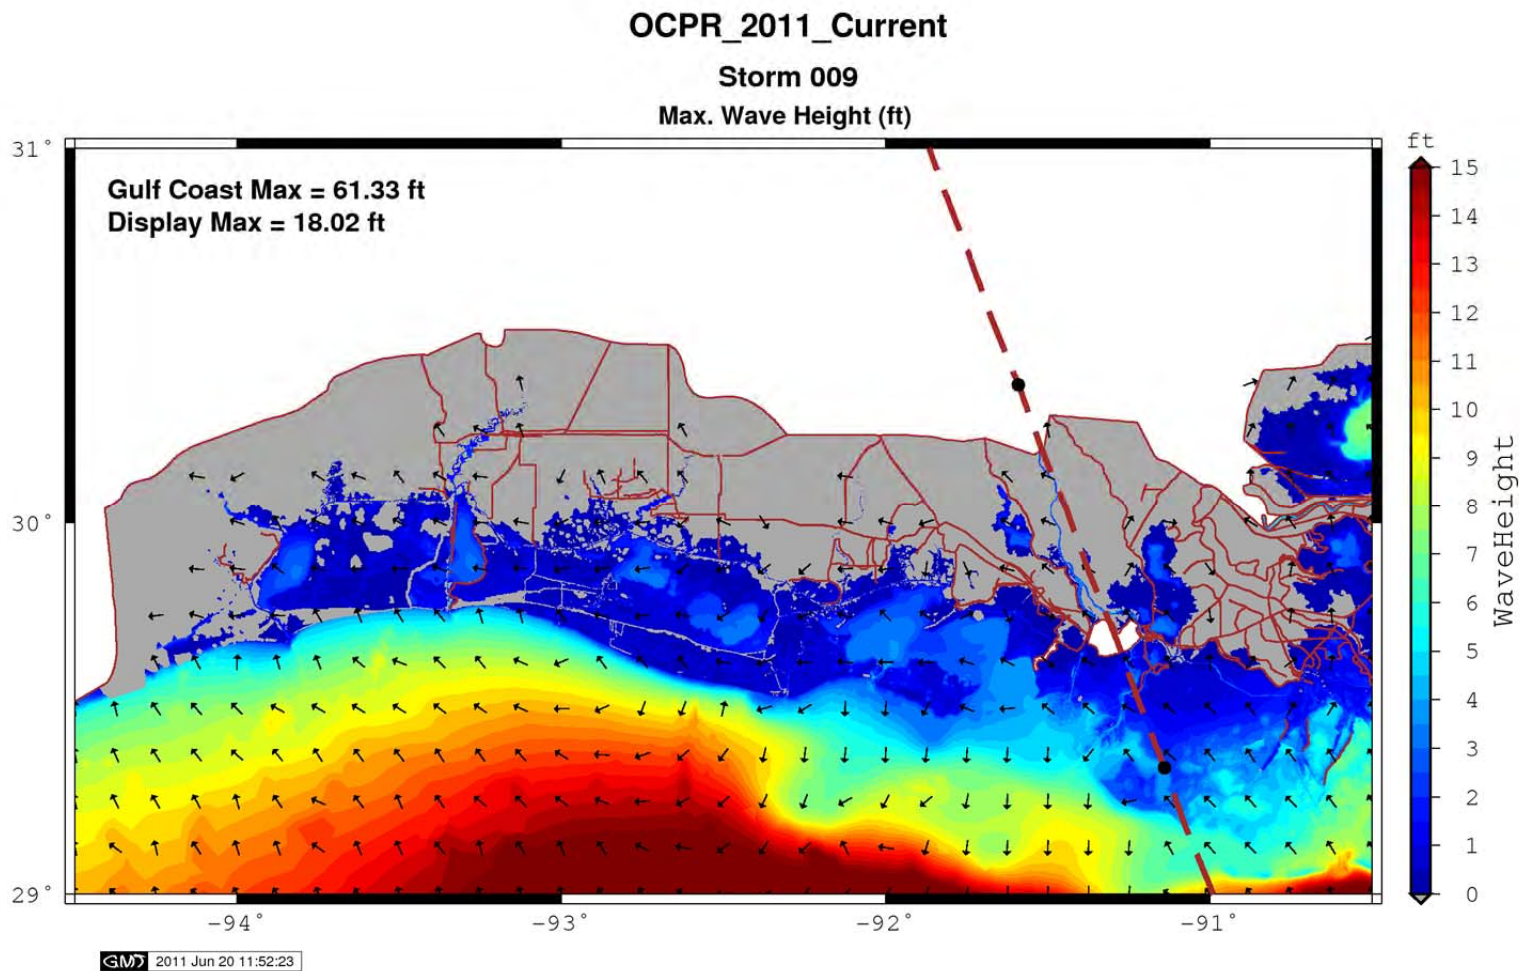 OCPR_2011_Current
Storm 009
Max. Wave Height (ft)
Gulf Coast Max = 61.33 ft
Display Max = 18.02 ft
31°
30°
29°
-94°
-93°
-92°
-91°
ft
15
14
13
12
11
10
9
8
7
6
5
4
3
2
1
0
WaveHeight
GMT 2011 Jun 20 11:52:23